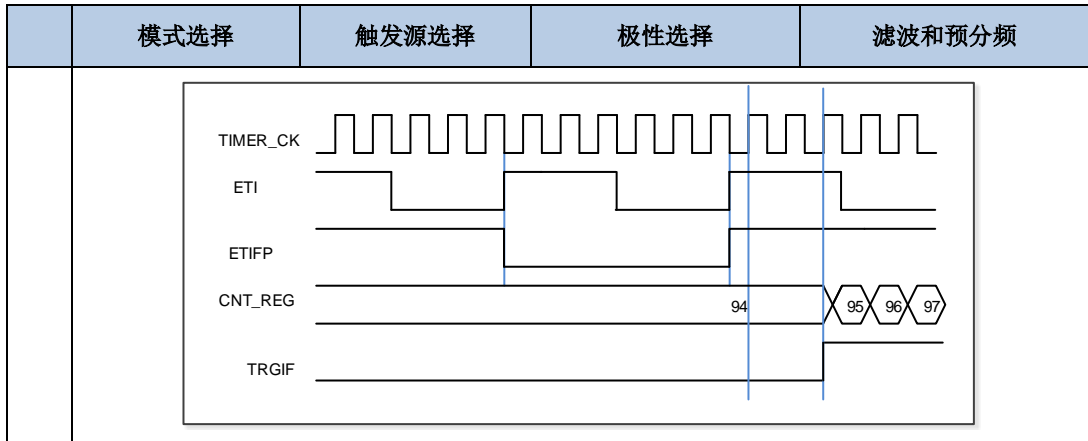 模式选择 触发源选择 极性选择 滤波和预分频
TIMER_CK
ETI
ETIFP
CNT_REG 94 95 96 97
TRGIF